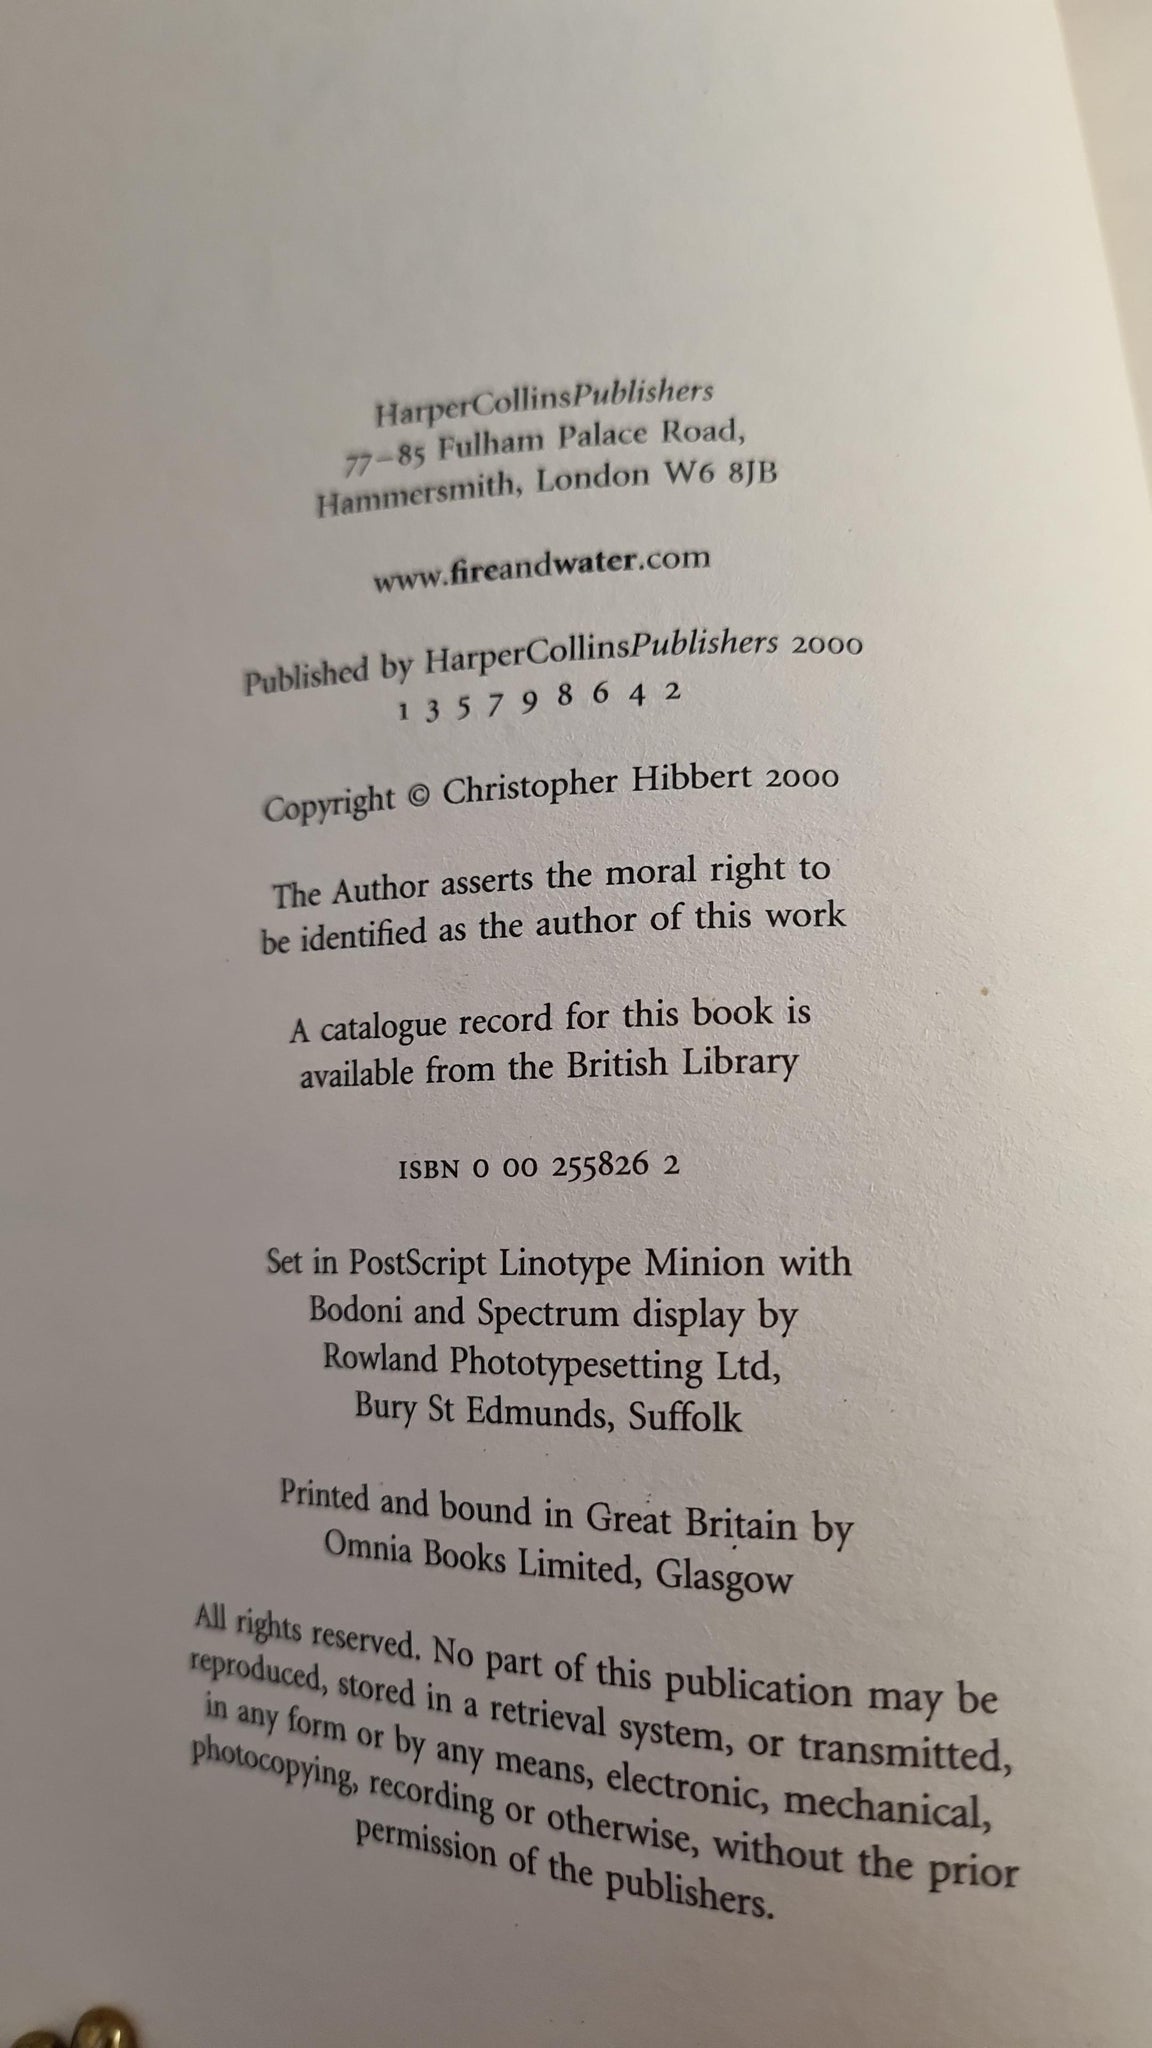 HarperCollinsPublishers
77–85 Fulham Palace Road,
Hammersmith, London W6 8JB
www.fireandwater.com
Published by HarperCollinsPublishers 2000
1 3 5 7 9 8 6 4 2
Copyright © Christopher Hibbert 2000
The Author asserts the moral right to
be identified as the author of this work
A catalogue record for this book is
available from the British Library
ISBN 0 00 255826 2
Set in PostScript Linotype Minion with
Bodoni and Spectrum display by
Rowland Phototypesetting Ltd,
Bury St Edmunds, Suffolk
Printed and bound in Great Britain by
Omnia Books Limited, Glasgow
All rights reserved. No part of this publication may be
reproduced, stored in a retrieval system, or transmitted,
in any form or by any means, electronic, mechanical,
photocopying, recording or otherwise, without the prior
permission of the publishers.